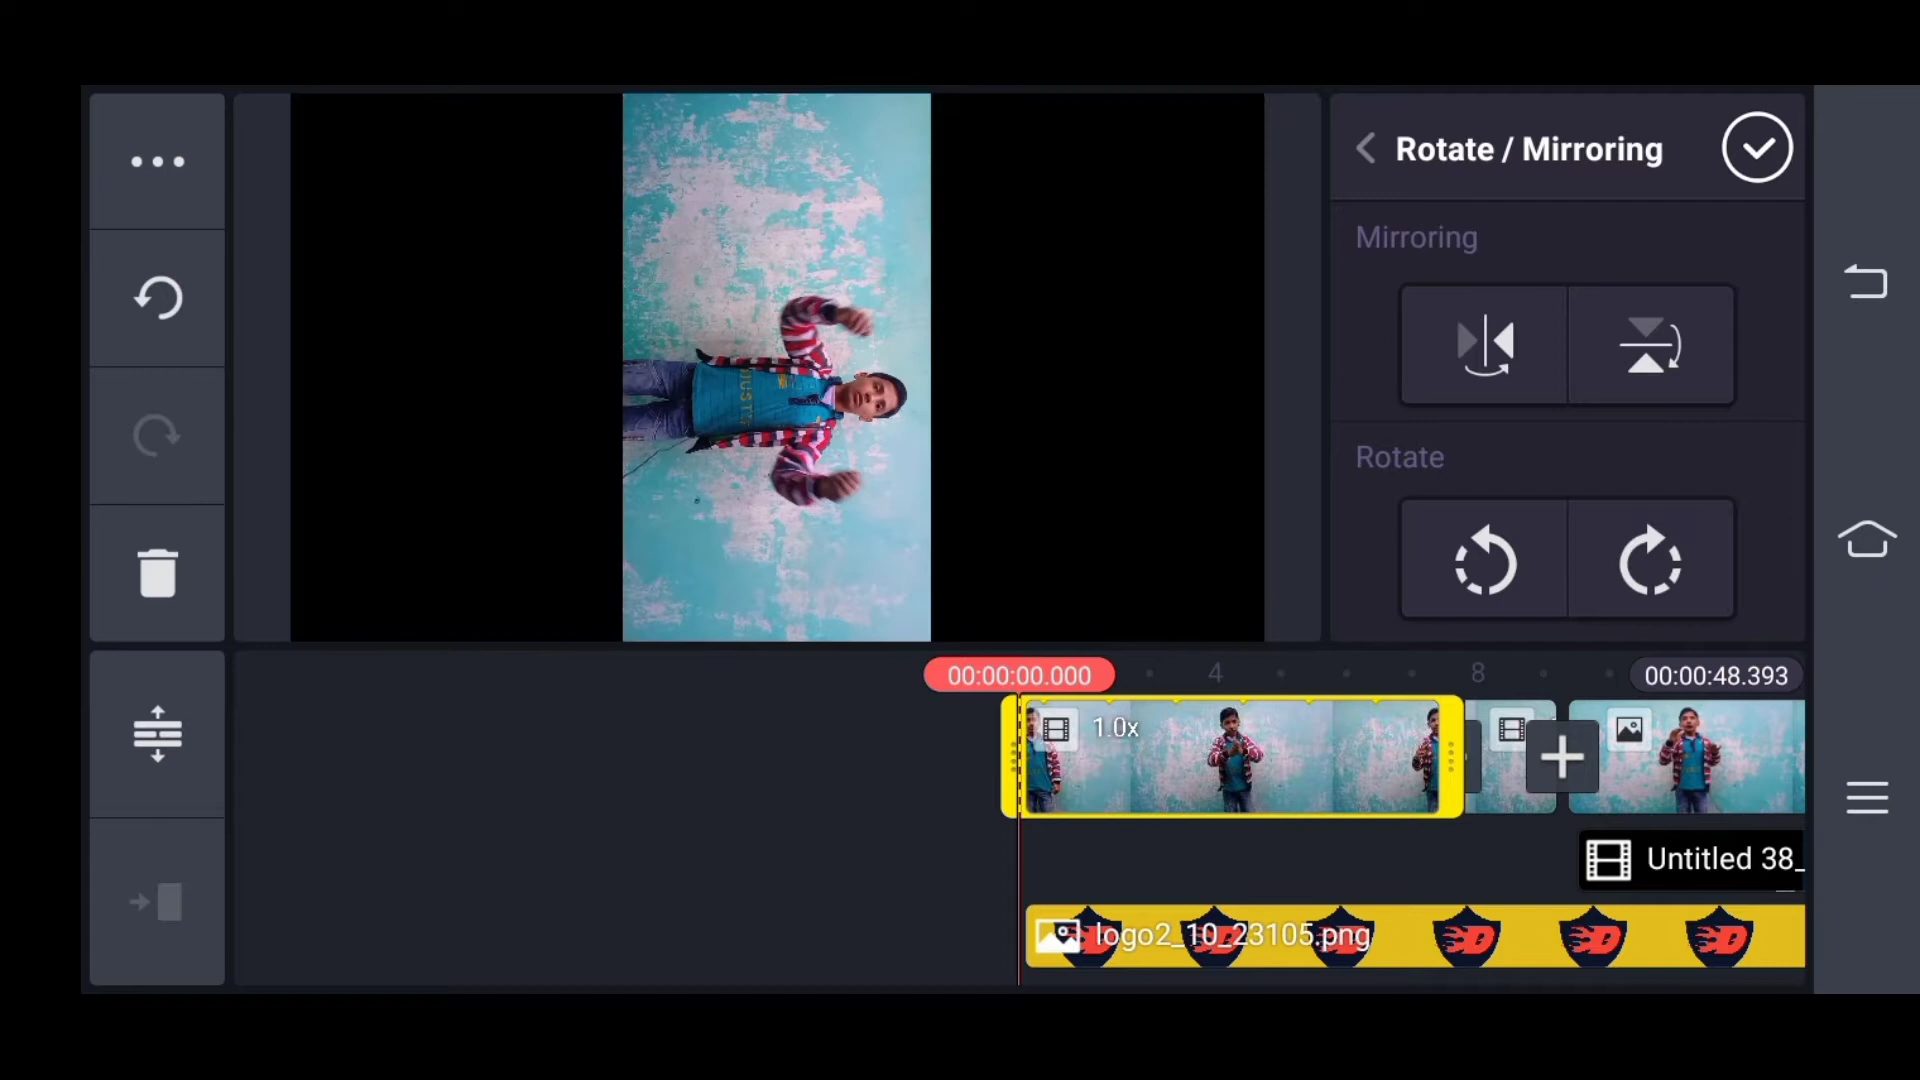 Rotate / Mirroring
Mirroring
Rotate
00:00:00.000
4
8
00:00:48.393
1.0x
Untitled 38_
logo2_10_23105.png